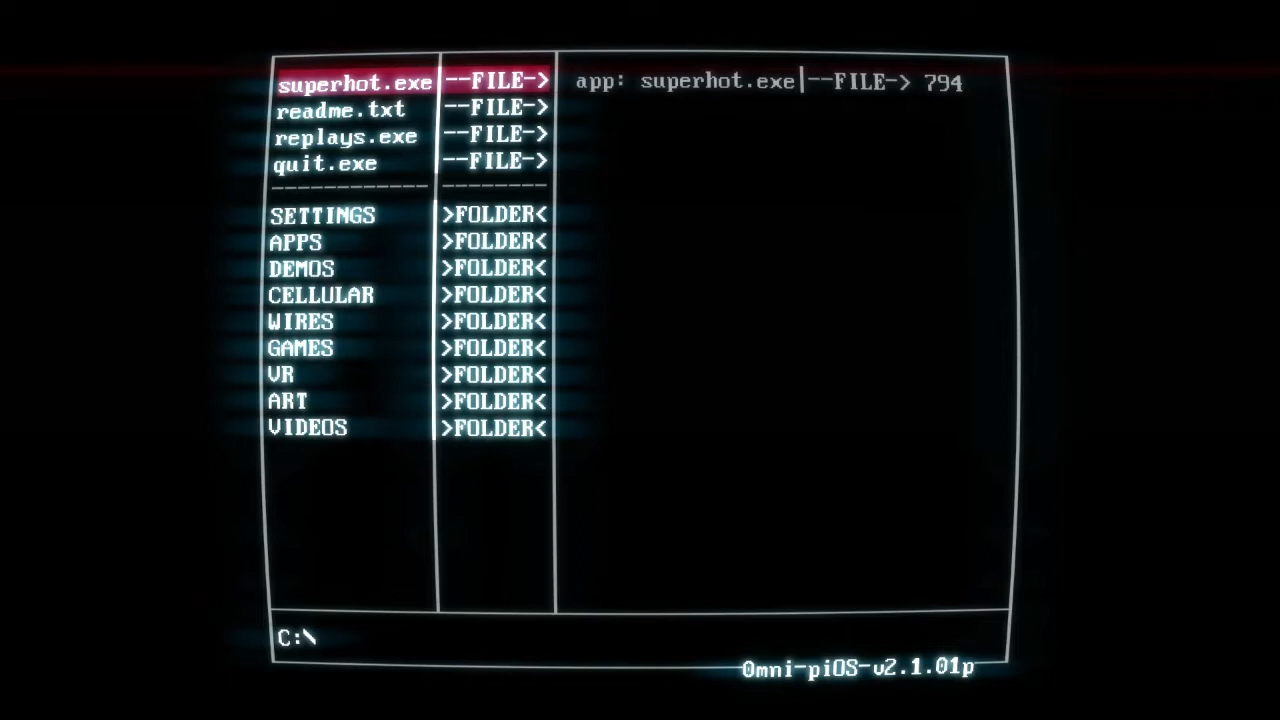 superhot.exe --FILE-> app: superhot.exe|--FILE-> 794
readme.txt --FILE->
replays.exe --FILE->
quit.exe --FILE->
------------ --------
SETTINGS >FOLDER<
APPS >FOLDER<
DEMOS >FOLDER<
CELLULAR >FOLDER<
WIRES >FOLDER<
GAMES >FOLDER<
VR >FOLDER<
ART >FOLDER<
VIDEOS >FOLDER<
C:\
Omni-piOS-v2.1.01p